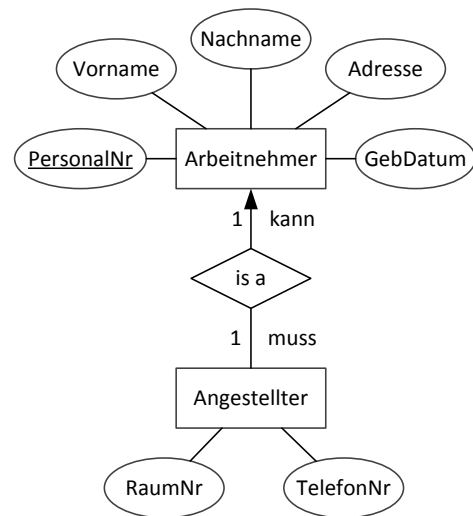 Nachname
Vorname
Adresse
PersonalNr
Arbeitnehmer
GebDatum
1 kann
is a
1 muss
Angestellter
RaumNr
TelefonNr